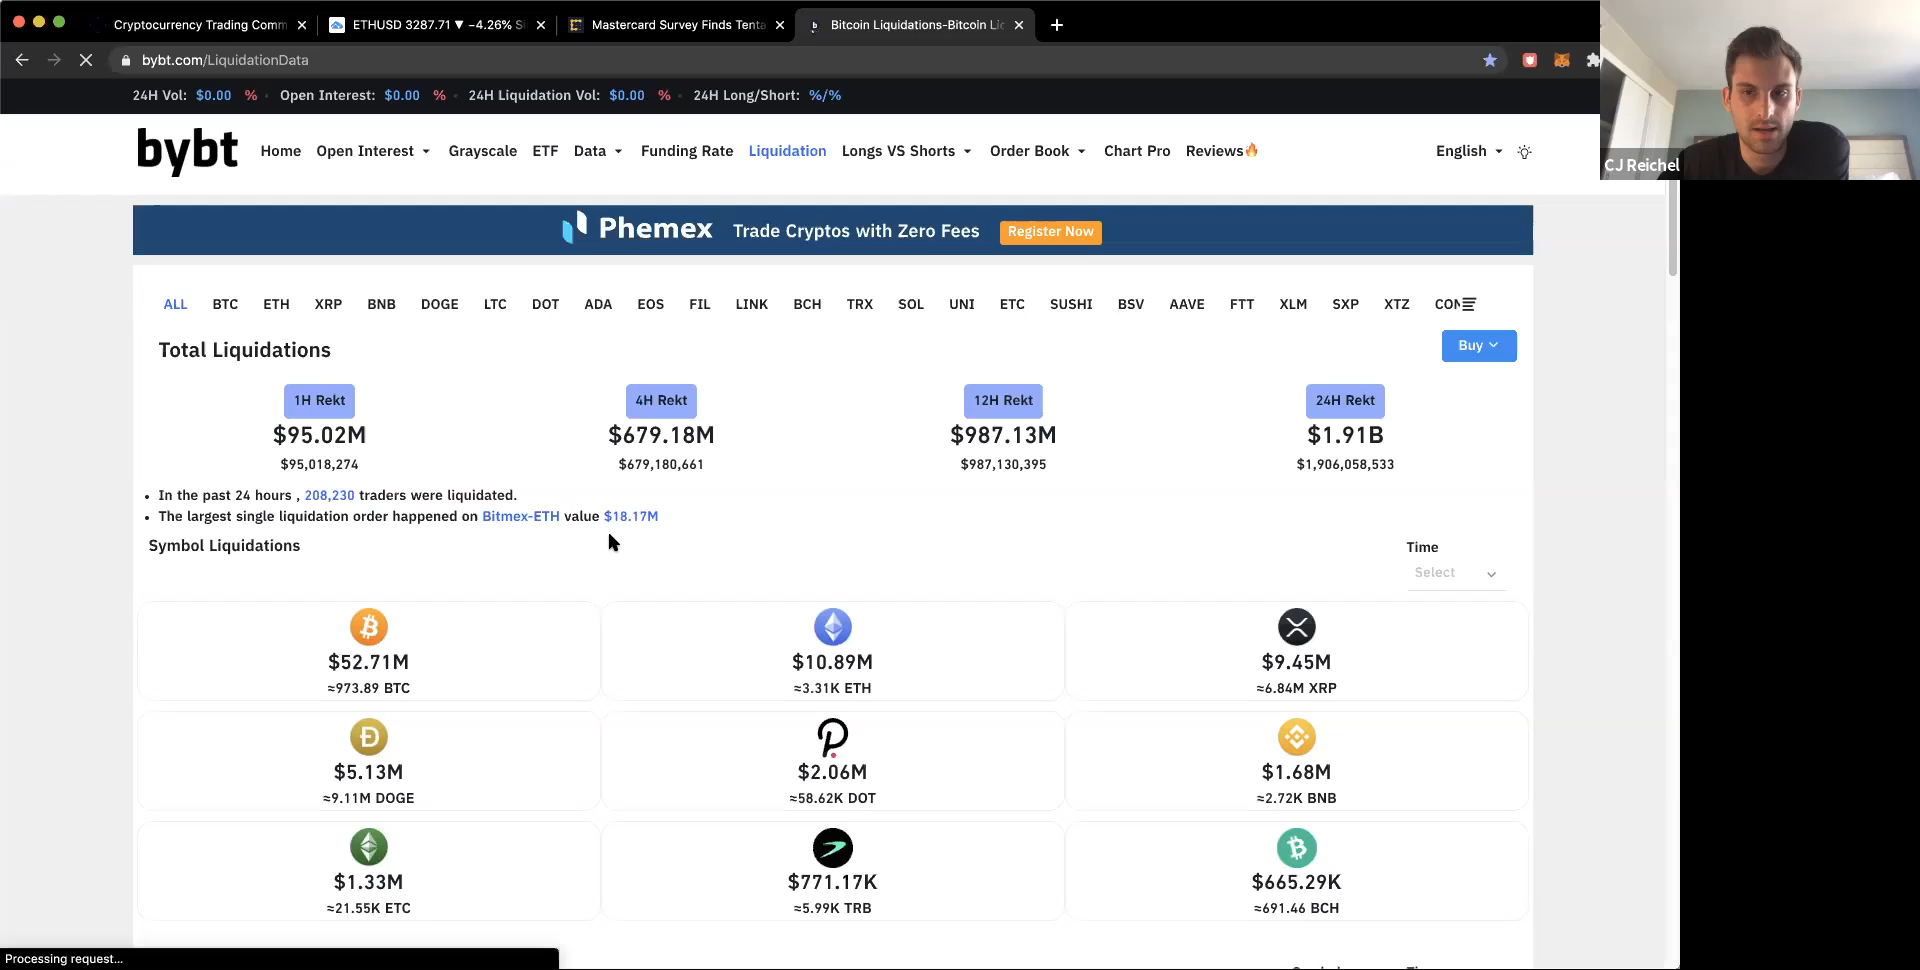 Cryptocurrency Trading Comm
ETHUSD 3287.71 ▼ −4.26%
Mastercard Survey Finds Tenta
Bitcoin Liquidations-Bitcoin Li
bybt.com/LiquidationData
24H Vol: $0.00 % Open Interest: $0.00 % 24H Liquidation Vol: $0.00 % 24H Long/Short: %/%
bybt Home Open Interest Grayscale ETF Data Funding Rate Liquidation Longs VS Shorts Order Book Chart Pro Reviews English
CJ Reichel
Phemex Trade Cryptos with Zero Fees Register Now
ALL BTC ETH XRP BNB DOGE LTC DOT ADA EOS FIL LINK BCH TRX SOL UNI ETC SUSHI BSV AAVE FTT XLM SXP XTZ
Total Liquidations Buy
1H Rekt 4H Rekt 12H Rekt 24H Rekt
$95.02M $679.18M $987.13M $1.91B
$95,018,274 $679,180,661 $987,130,395 $1,906,058,533
• In the past 24 hours , 208,230 traders were liquidated.
• The largest single liquidation order happened on Bitmex-ETH value $18.17M
Symbol Liquidations Time
Select
$52.71M $10.89M $9.45M
≈973.89 BTC ≈3.31K ETH ≈6.84M XRP
$5.13M $2.06M $1.68M
≈9.11M DOGE ≈58.62K DOT ≈2.72K BNB
$1.33M $771.17K $665.29K
≈21.55K ETC ≈5.99K TRB ≈691.46 BCH
Processing request...